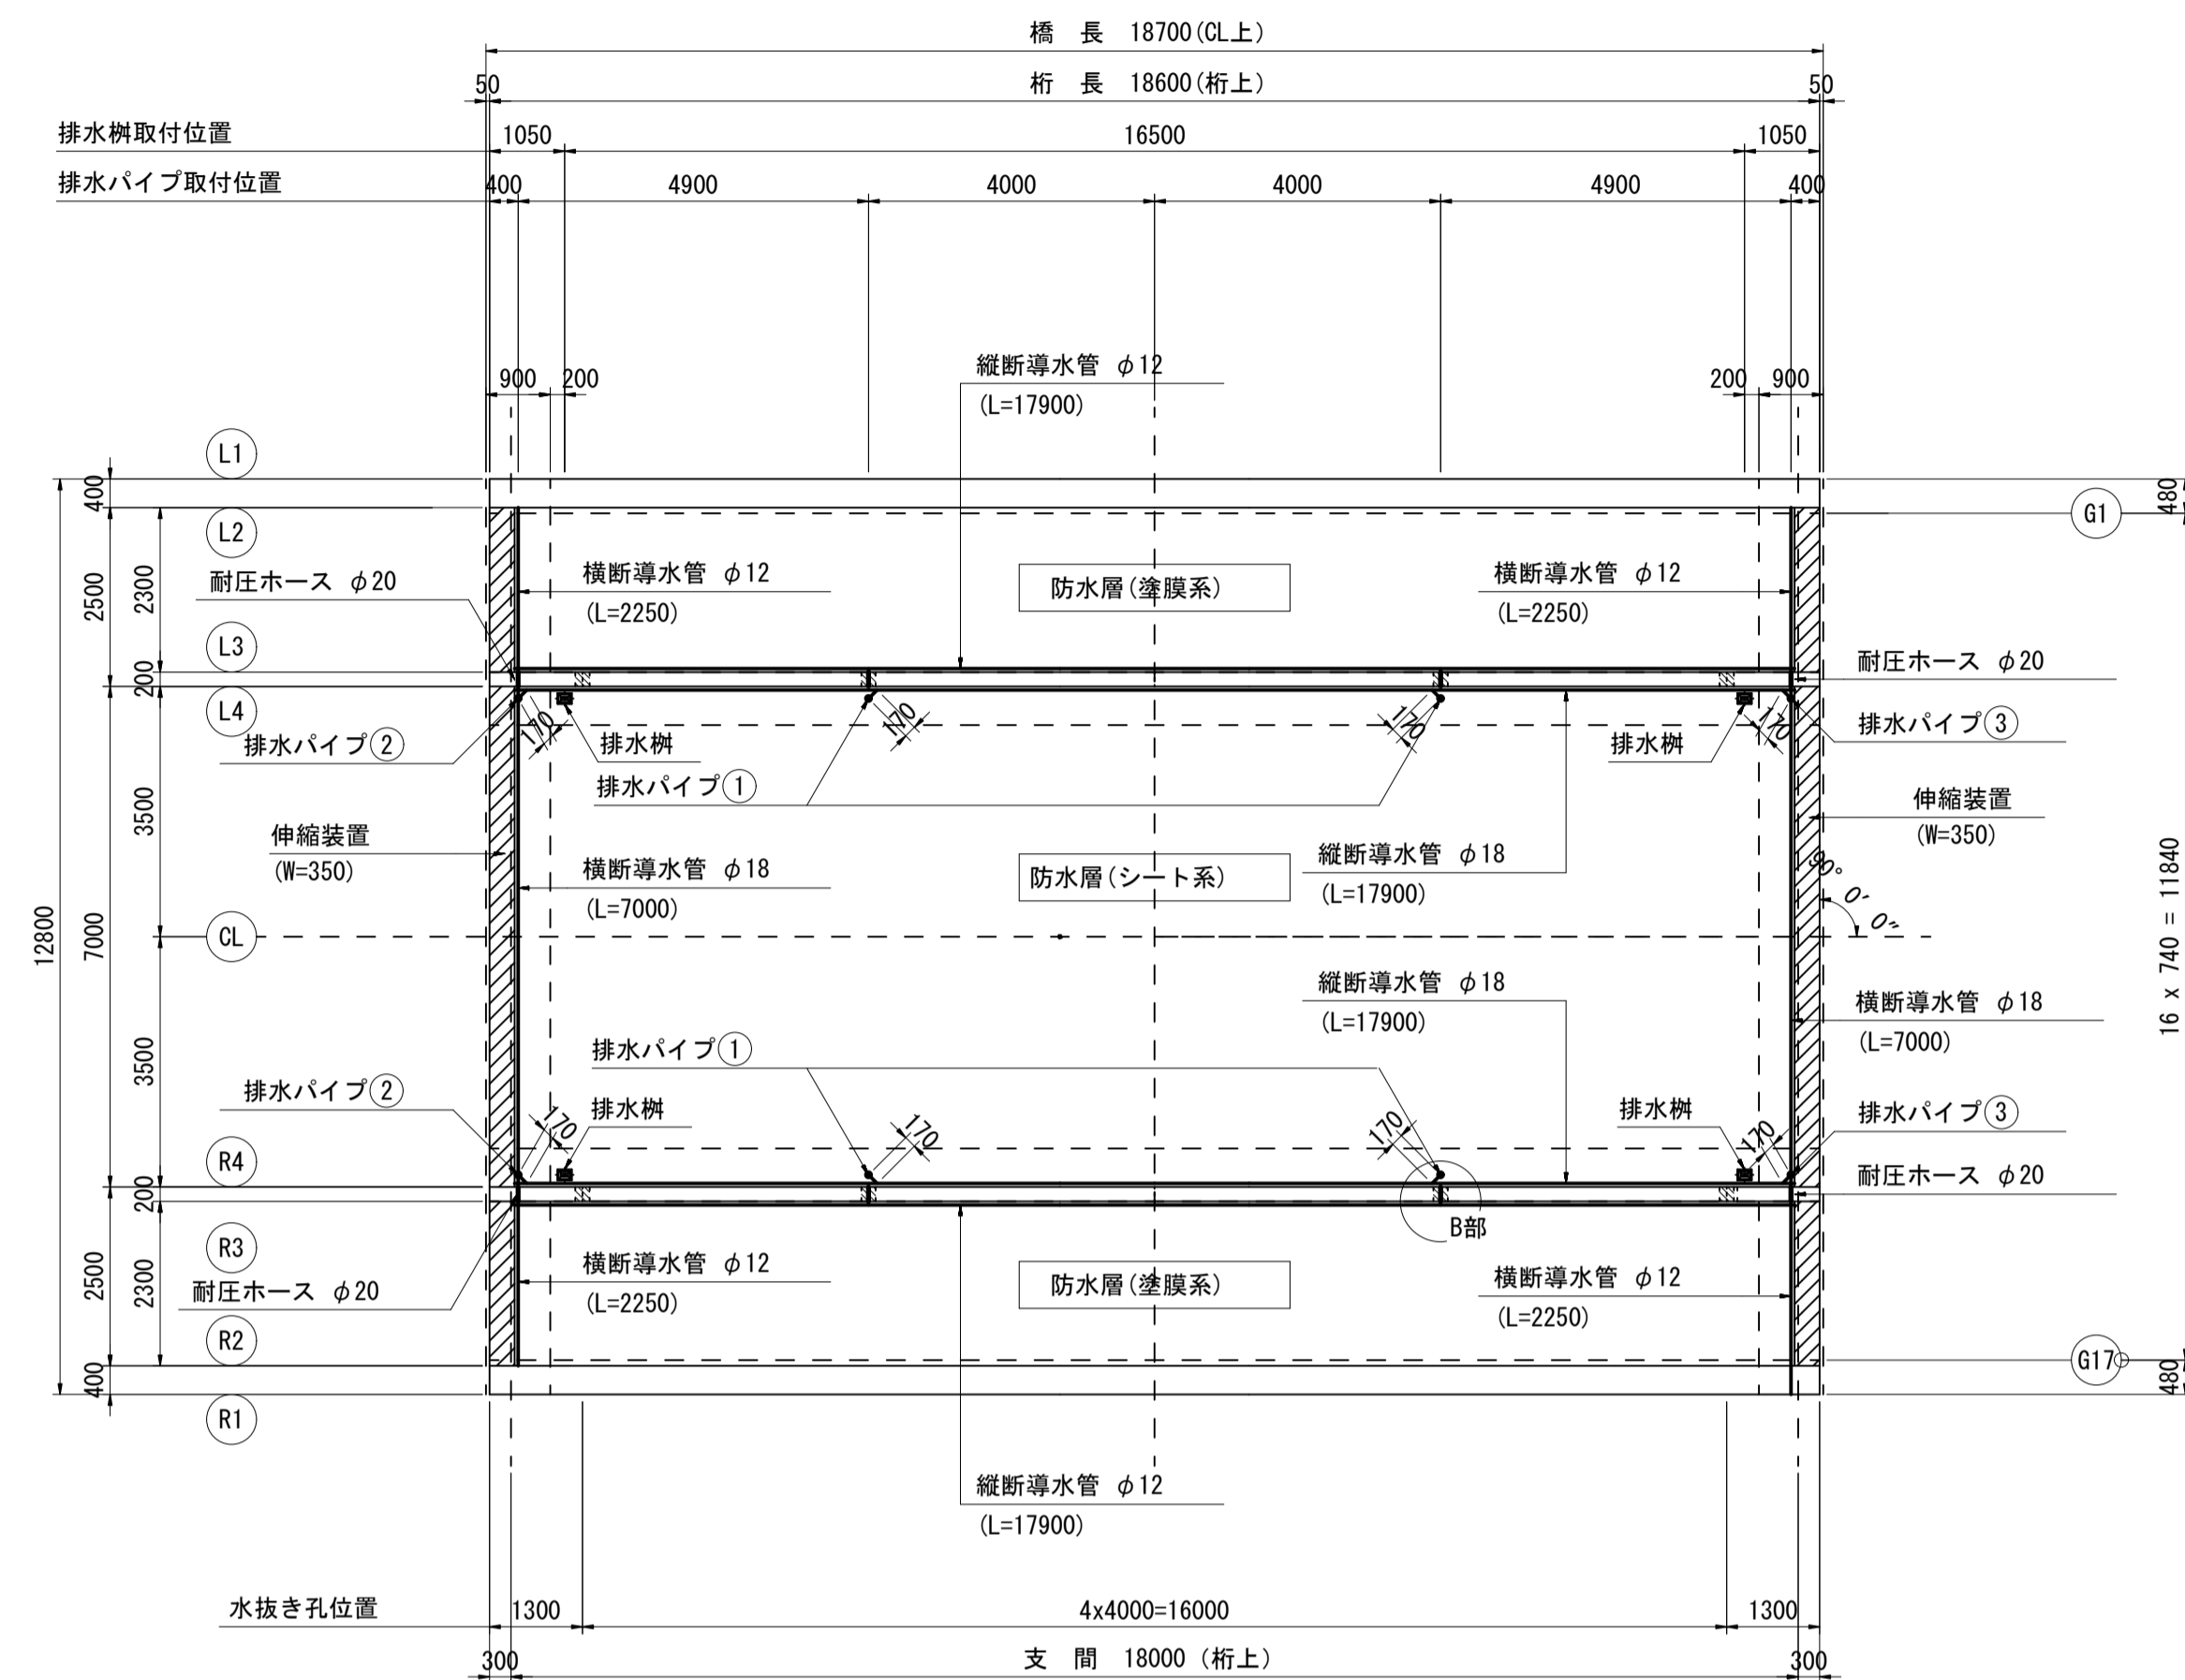 橋　長　18700(CL上)
50 桁　長　18600(桁上) 50
排水桝取付位置 1050 16500 1050
排水パイプ取付位置 400 4900 4000 4000 4900 400
縦断導水管 φ12
(L=17900)
900 200
200 900
L1
400
480
G1
L2
横断導水管 φ12
(L=2250)
防水層(塗膜系)
横断導水管 φ12
(L=2250)
耐圧ホース φ20
2500 2300
L3
200
耐圧ホース φ20
L4
170 170 170 170
排水パイプ②
排水桝
排水桝
排水パイプ③
排水パイプ①
3500
伸縮装置
(W=350)
伸縮装置
(W=350)
横断導水管 φ18
(L=7000)
防水層(シート系)
縦断導水管 φ18
(L=17900)
90° 0′ 0″
16 x 740 = 11840
12800 7000
CL
縦断導水管 φ18
(L=17900)
横断導水管 φ18
(L=7000)
3500
排水パイプ①
排水パイプ②
排水桝
排水桝
排水パイプ③
170 170 170 170
R4
200
耐圧ホース φ20
B部
R3
2500 2300
横断導水管 φ12
(L=2250)
防水層(塗膜系)
横断導水管 φ12
(L=2250)
耐圧ホース φ20
R2
G17
400
480
R1
縦断導水管 φ12
(L=17900)
水抜き孔位置 1300 4x4000=16000 1300
300 支　間　18000 (桁上) 300